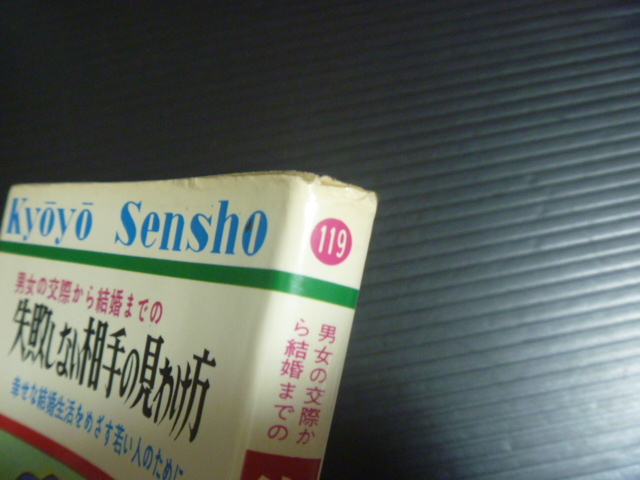 Kyōyō Sensho
男女の交際から結婚までの
失敗しない相手の見わけ方
幸せな結婚生活をめざす若い人のために
119
男女の交際か
ら結婚までの